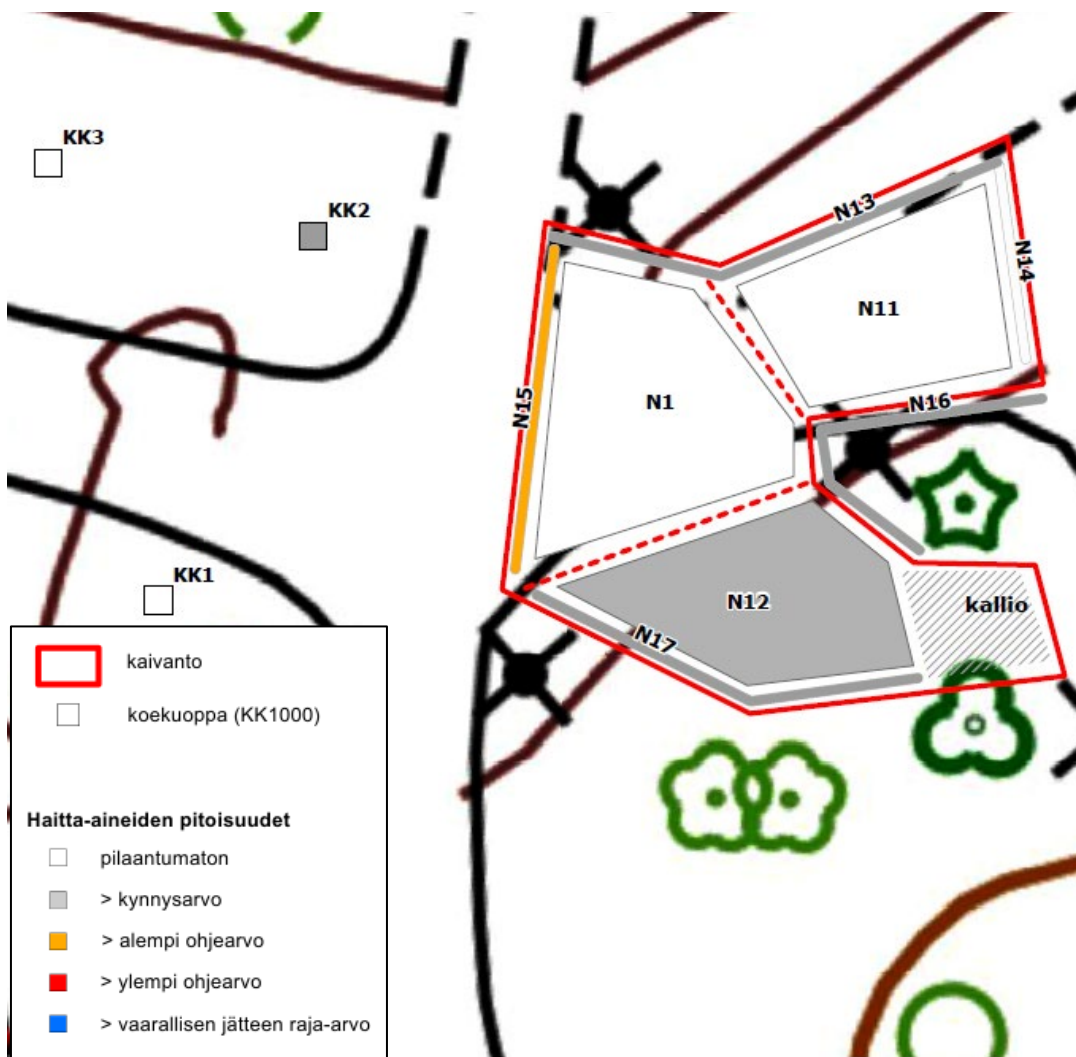 KK3
KK2
N13
N14
N11
N1
N16
N15
KK1
N12
kallio
N17
kaivanto
koekuoppa (KK1000)
Haitta-aineiden pitoisuudet
pilaantumaton
> kynnysarvo
> alempi ohjearvo
> ylempi ohjearvo
> vaarallisen jätteen raja-arvo